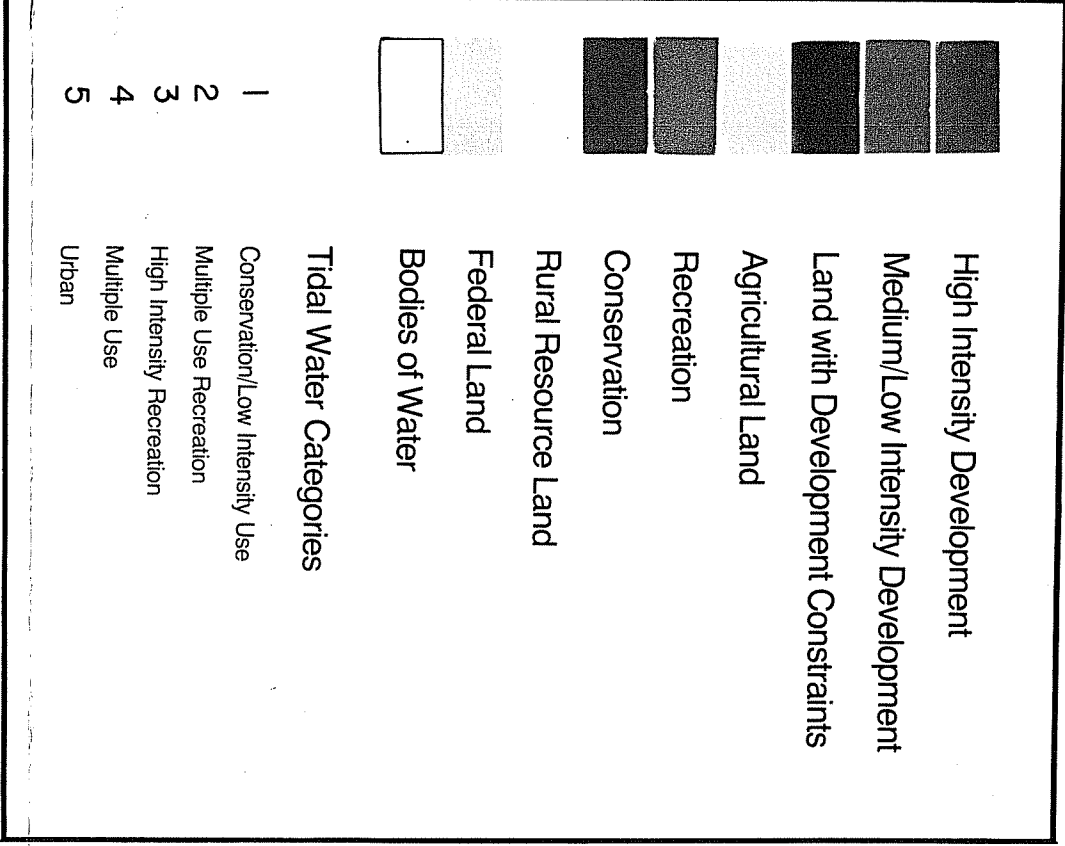 High Intensity Development
Medium/Low Intensity Development
Land with Development Constraints
Agricultural Land
Recreation
Conservation
Rural Resource Land
Federal Land
Bodies of Water
Tidal Water Categories
1 Conservation/Low Intensity Use
2 Multiple Use Recreation
3 High Intensity Recreation
4 Multiple Use
5 Urban